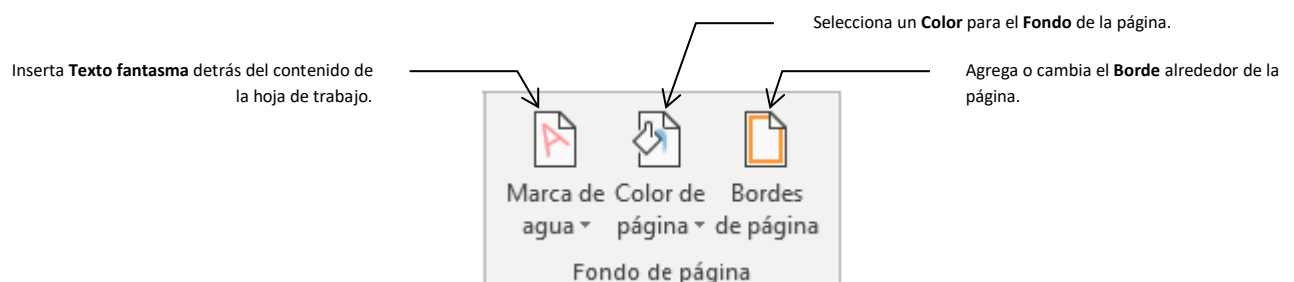 Selecciona un Color para el Fondo de la página.
Inserta Texto fantasma detrás del contenido de
la hoja de trabajo.
Agrega o cambia el Borde alrededor de la
página.
Marca de
agua
Color de
página
Bordes
de página
Fondo de página